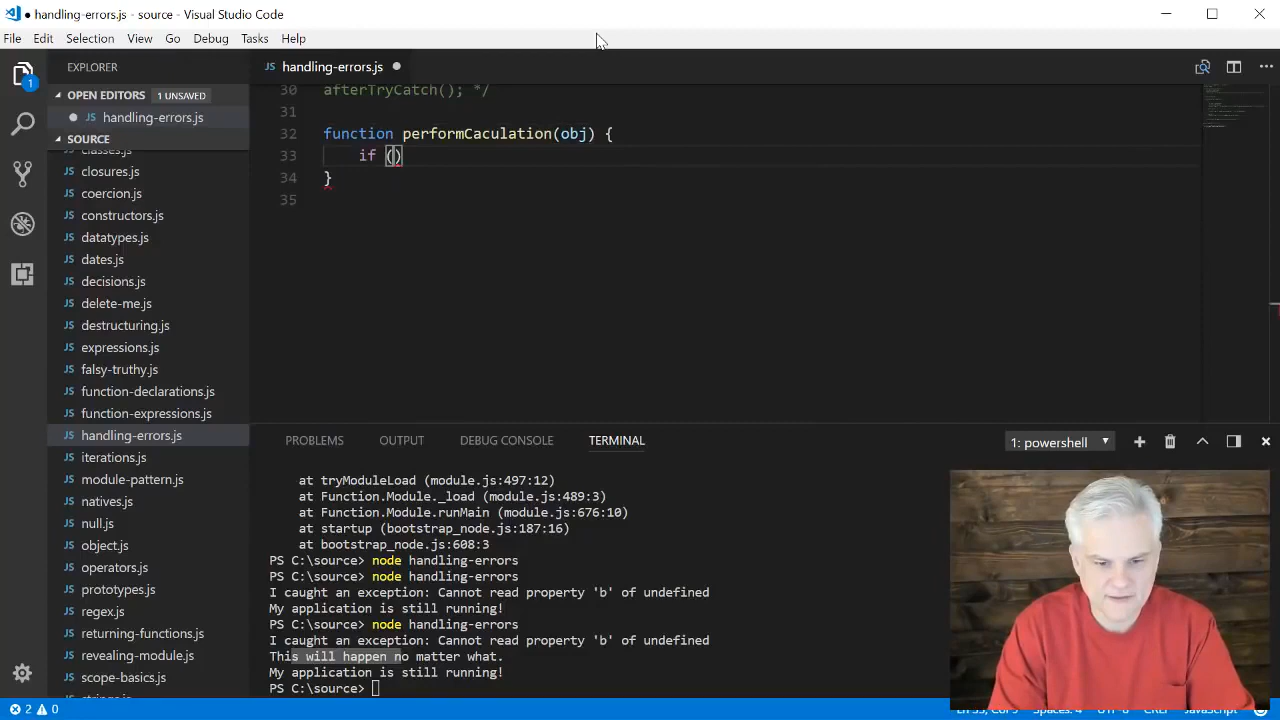 ● handling-errors.js - source - Visual Studio Code
File Edit Selection View Go Debug Tasks Help
EXPLORER
OPEN EDITORS 1 UNSAVED
handling-errors.js
SOURCE
closures.js
coercion.js
constructors.js
datatypes.js
dates.js
decisions.js
delete-me.js
destructuring.js
expressions.js
falsy-truthy.js
function-declarations.js
function-expressions.js
handling-errors.js
iterations.js
module-pattern.js
natives.js
null.js
object.js
operators.js
prototypes.js
regex.js
returning-functions.js
revealing-module.js
scope-basics.js
JS handling-errors.js
30 afterTryCatch(); */
31
32 function performCaculation(obj) {
33 if ()
34 }
35
PROBLEMS OUTPUT DEBUG CONSOLE TERMINAL 1: powershell
at tryModuleLoad (module.js:497:12)
at Function.Module._load (module.js:489:3)
at Function.Module.runMain (module.js:676:10)
at startup (bootstrap_node.js:187:16)
at bootstrap_node.js:608:3
PS C:\source> node handling-errors
PS C:\source> node handling-errors
I caught an exception: Cannot read property 'b' of undefined
My application is still running!
PS C:\source> node handling-errors
I caught an exception: Cannot read property 'b' of undefined
This will happen no matter what.
My application is still running!
PS C:\source>
2 0